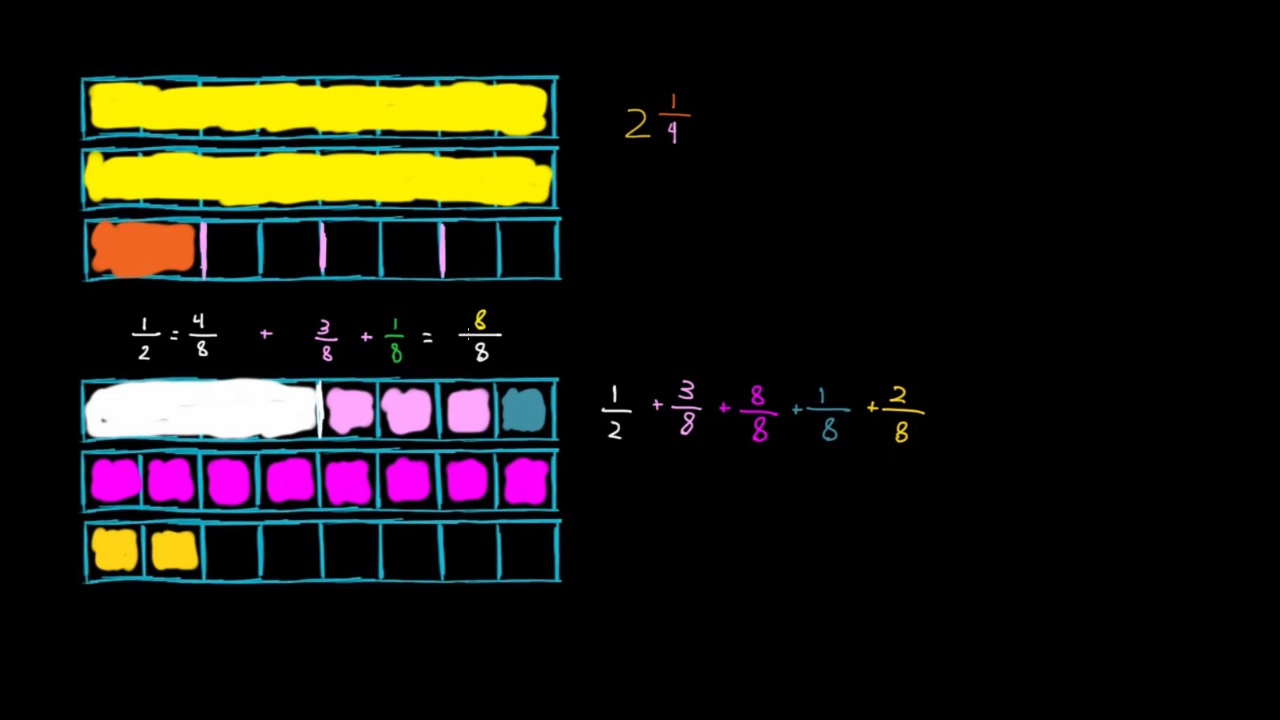 2 1/4
1/2 = 4/8 + 3/8 + 1/8 = 8/8
1/2 + 3/8 + 8/8 + 1/8 + 2/8